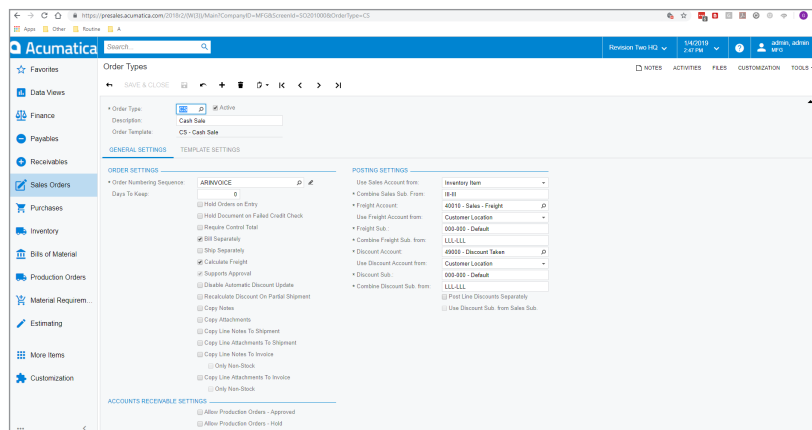 https://presales.acumatica.com/2018r2/(W(3))/Main?CompanyID=MFG&ScreenId=SO201000&OrderType=CS
Apps Other Routine A
Acumatica Search... Revision Two HQ 1/4/2019 2:47 PM admin, admin MFG
Favorites
Data Views
Finance
Payables
Receivables
Sales Orders
Purchases
Inventory
Bills of Material
Production Orders
Material Requirem...
Estimating
More Items
Customization
Order Types NOTES ACTIVITIES FILES CUSTOMIZATION TOOLS
SAVE & CLOSE
* Order Type: CS Active
Description: Cash Sale
Order Template: CS - Cash Sale
GENERAL SETTINGS TEMPLATE SETTINGS
ORDER SETTINGS
* Order Numbering Sequence: ARINVOICE
Days To Keep: 0
Hold Orders on Entry
Hold Document on Failed Credit Check
Require Control Total
Bill Separately
Ship Separately
Calculate Freight
Supports Approval
Disable Automatic Discount Update
Recalculate Discount On Partial Shipment
Copy Notes
Copy Attachments
Copy Line Notes To Shipment
Copy Line Attachments To Shipment
Copy Line Notes To Invoice
Only Non-Stock
Copy Line Attachments To Invoice
Only Non-Stock
ACCOUNTS RECEIVABLE SETTINGS
Allow Production Orders - Approved
Allow Production Orders - Hold
POSTING SETTINGS
Use Sales Account from: Inventory Item
* Combine Sales Sub. From: III-III
* Freight Account: 40010 - Sales - Freight
Use Freight Account from: Customer Location
* Freight Sub.: 000-000 - Default
* Combine Freight Sub. from: LLL-LLL
* Discount Account: 49000 - Discount Taken
Use Discount Account from: Customer Location
* Discount Sub.: 000-000 - Default
* Combine Discount Sub. from: LLL-LLL
Post Line Discounts Separately
Use Discount Sub. from Sales Sub.